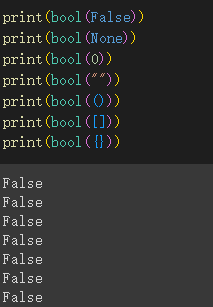 print(bool(False))
print(bool(None))
print(bool(0))
print(bool(""))
print(bool(()))
print(bool([]))
print(bool({}))
False
False
False
False
False
False
False